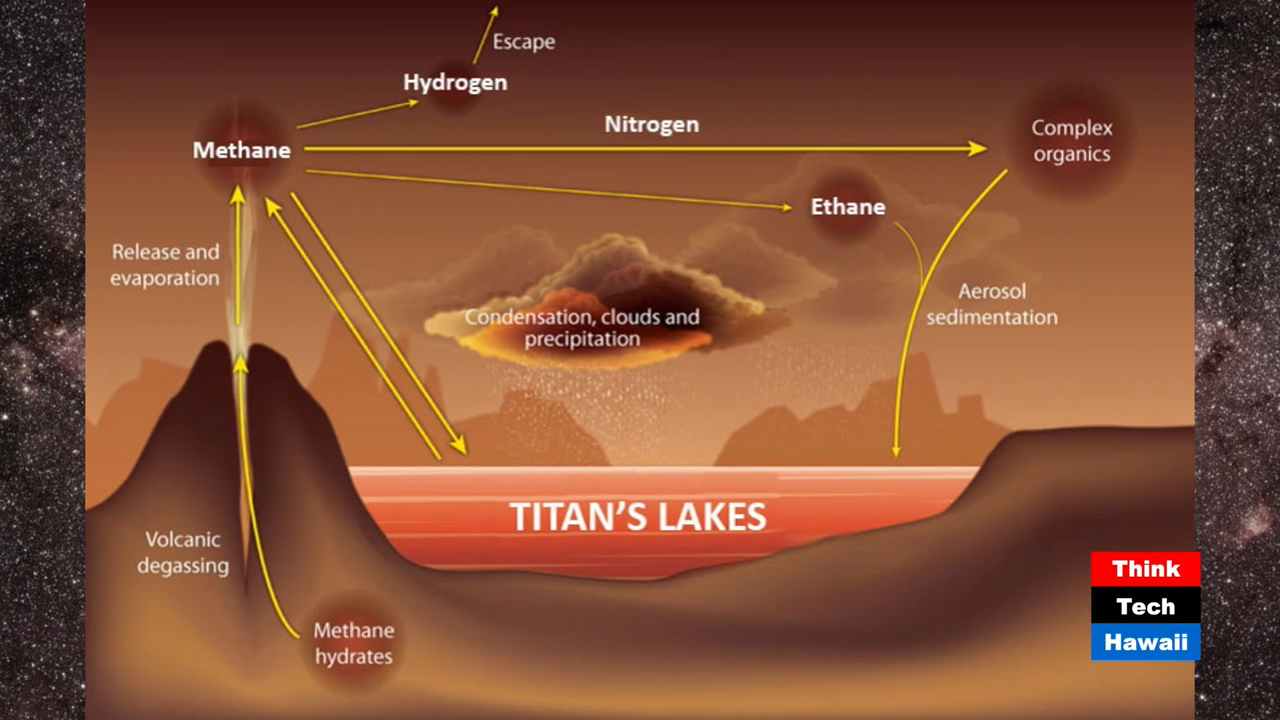 Escape
Hydrogen
Nitrogen
Methane
Complex
organics
Ethane
Release and
evaporation
Aerosol
sedimentation
Condensation, clouds and
precipitation
TITAN'S LAKES
Volcanic
degassing
Methane
hydrates
Think
Tech
Hawaii